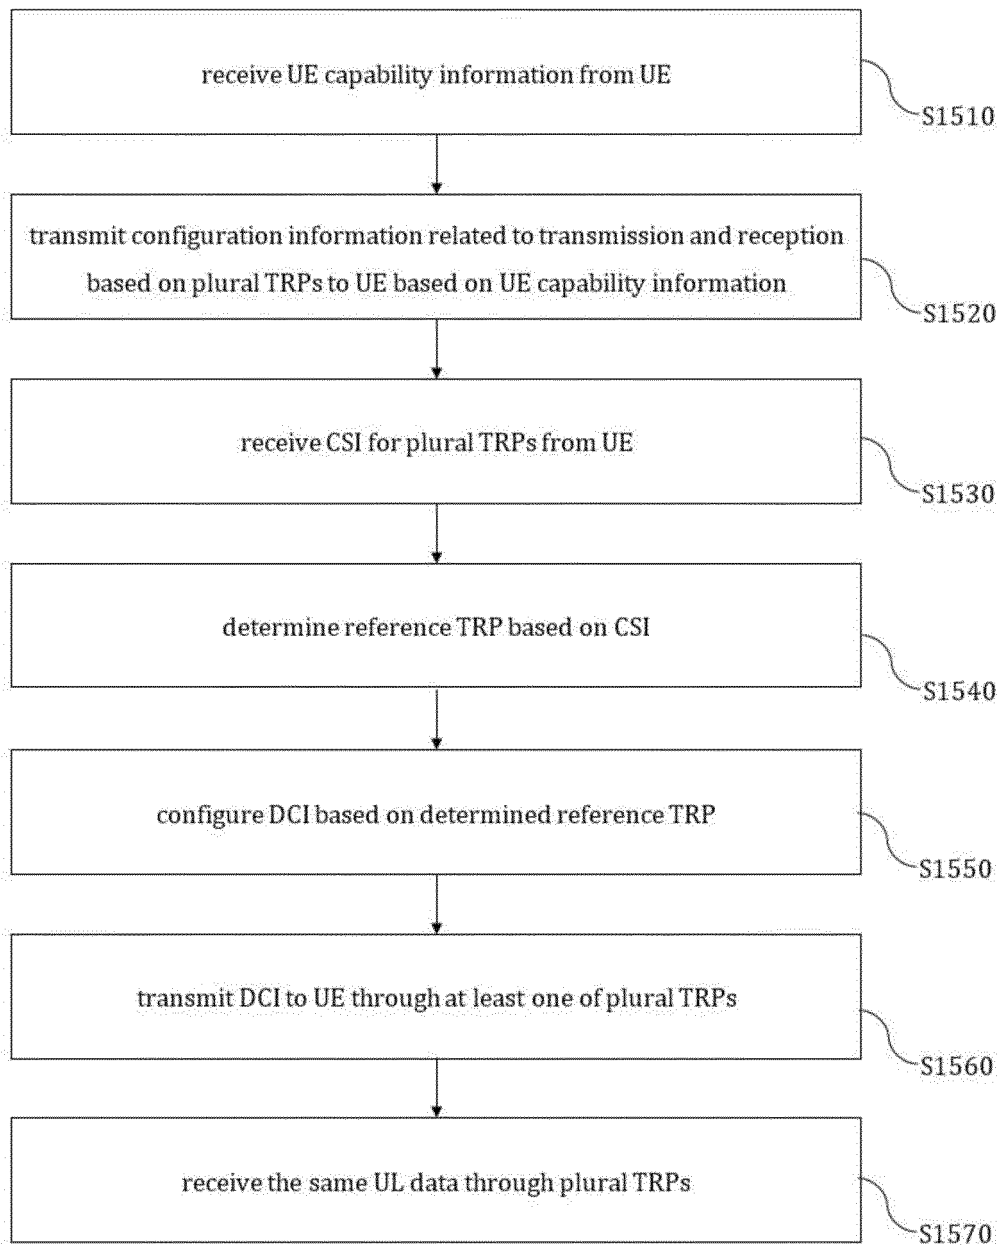 receive UE capability information from UE
S1510
transmit configuration information related to transmission and reception
based on plural TRPs to UE based on UE capability information
S1520
receive CSI for plural TRPs from UE
S1530
determine reference TRP based on CSI
S1540
configure DCI based on determined reference TRP
S1550
transmit DCI to UE through at least one of plural TRPs
S1560
receive the same UL data through plural TRPs
S1570